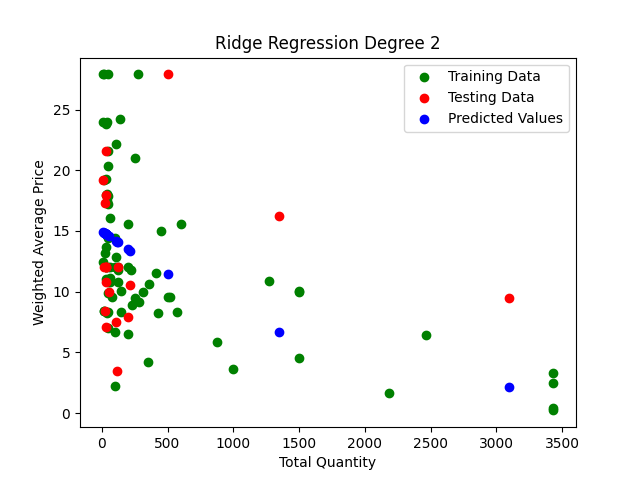 Ridge Regression Degree 2
Training Data
Testing Data
Predicted Values
Weighted Average Price
25
20
15
10
5
0
0 500 1000 1500 2000 2500 3000 3500
Total Quantity